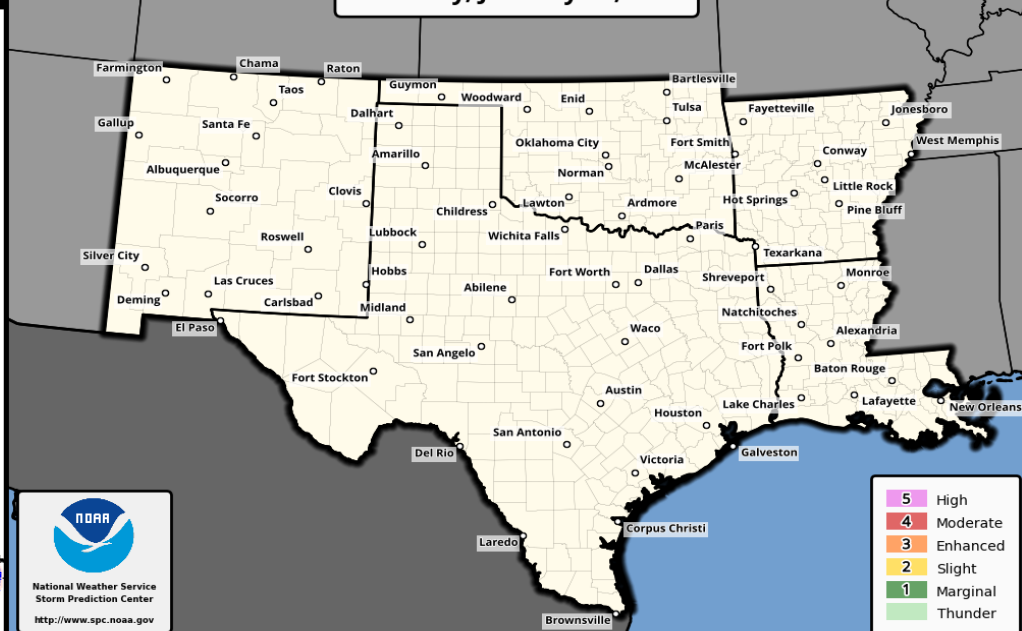 Farmington
Chama
Raton
Taos
Guymon
Woodward
Enid
Bartlesville
Tulsa
Fayetteville
Jonesboro
Gallup
Santa Fe
Dalhart
Oklahoma City
Fort Smith
Conway
West Memphis
Albuquerque
Amarillo
Norman
McAlester
Little Rock
Socorro
Clovis
Childress
Lawton
Ardmore
Hot Springs
Pine Bluff
Roswell
Lubbock
Wichita Falls
Paris
Texarkana
Silver City
Las Cruces
Hobbs
Fort Worth
Dallas
Shreveport
Monroe
Deming
Carlsbad
Midland
Abilene
Natchitoches
El Paso
San Angelo
Waco
Fort Polk
Alexandria
Fort Stockton
Baton Rouge
Austin
Lake Charles
Lafayette
New Orleans
Houston
San Antonio
Del Rio
Galveston
Victoria
Laredo
Corpus Christi
Brownsville
NOAA
National Weather Service
Storm Prediction Center
http://www.spc.noaa.gov
5 High
4 Moderate
3 Enhanced
2 Slight
1 Marginal
Thunder